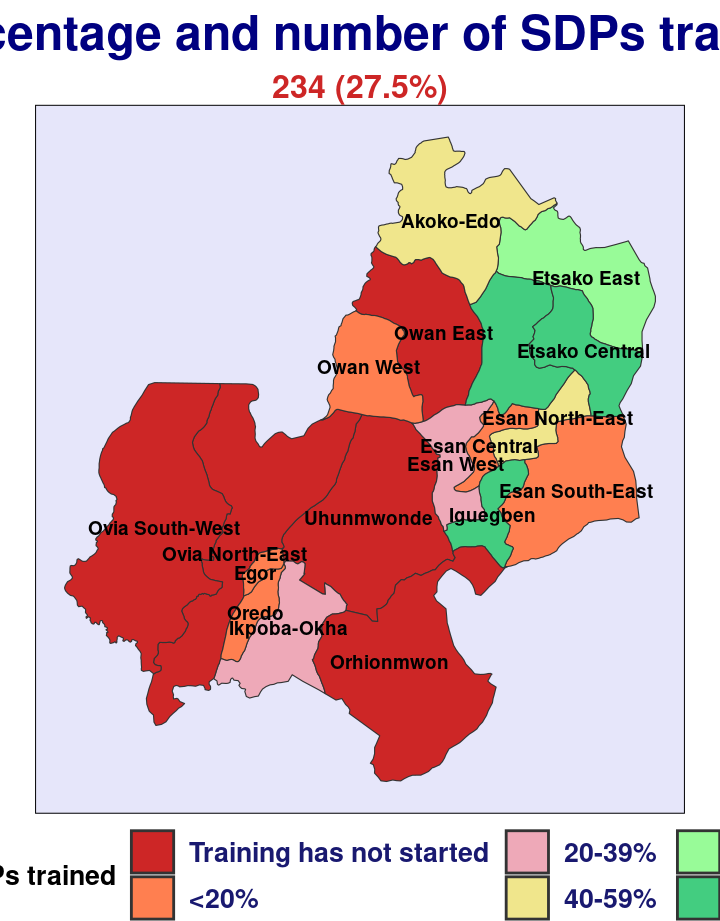 centage and number of SDPs tra
234 (27.5%)
Akoko-Edo
Etsako East
Owan East
Etsako Central
Owan West
Esan North-East
Esan Central
Esan West
Esan South-East
Iguegben
Uhunmwonde
Ovia South-West
Ovia North-East
Egor
Oredo
Ikpoba-Okha
Orhionmwon
Ps trained
Training has not started
20-39%
<20%
40-59%